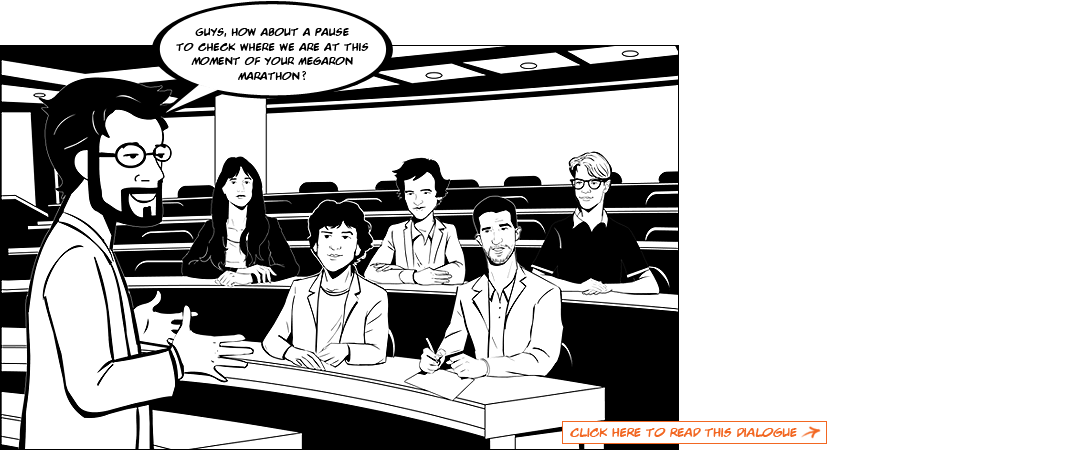 GUYS, HOW ABOUT A PAUSE
TO CHECK WHERE WE ARE AT THIS
MOMENT OF YOUR MEGARON
MARATHON?
CLICK HERE TO READ THIS DIALOGUE